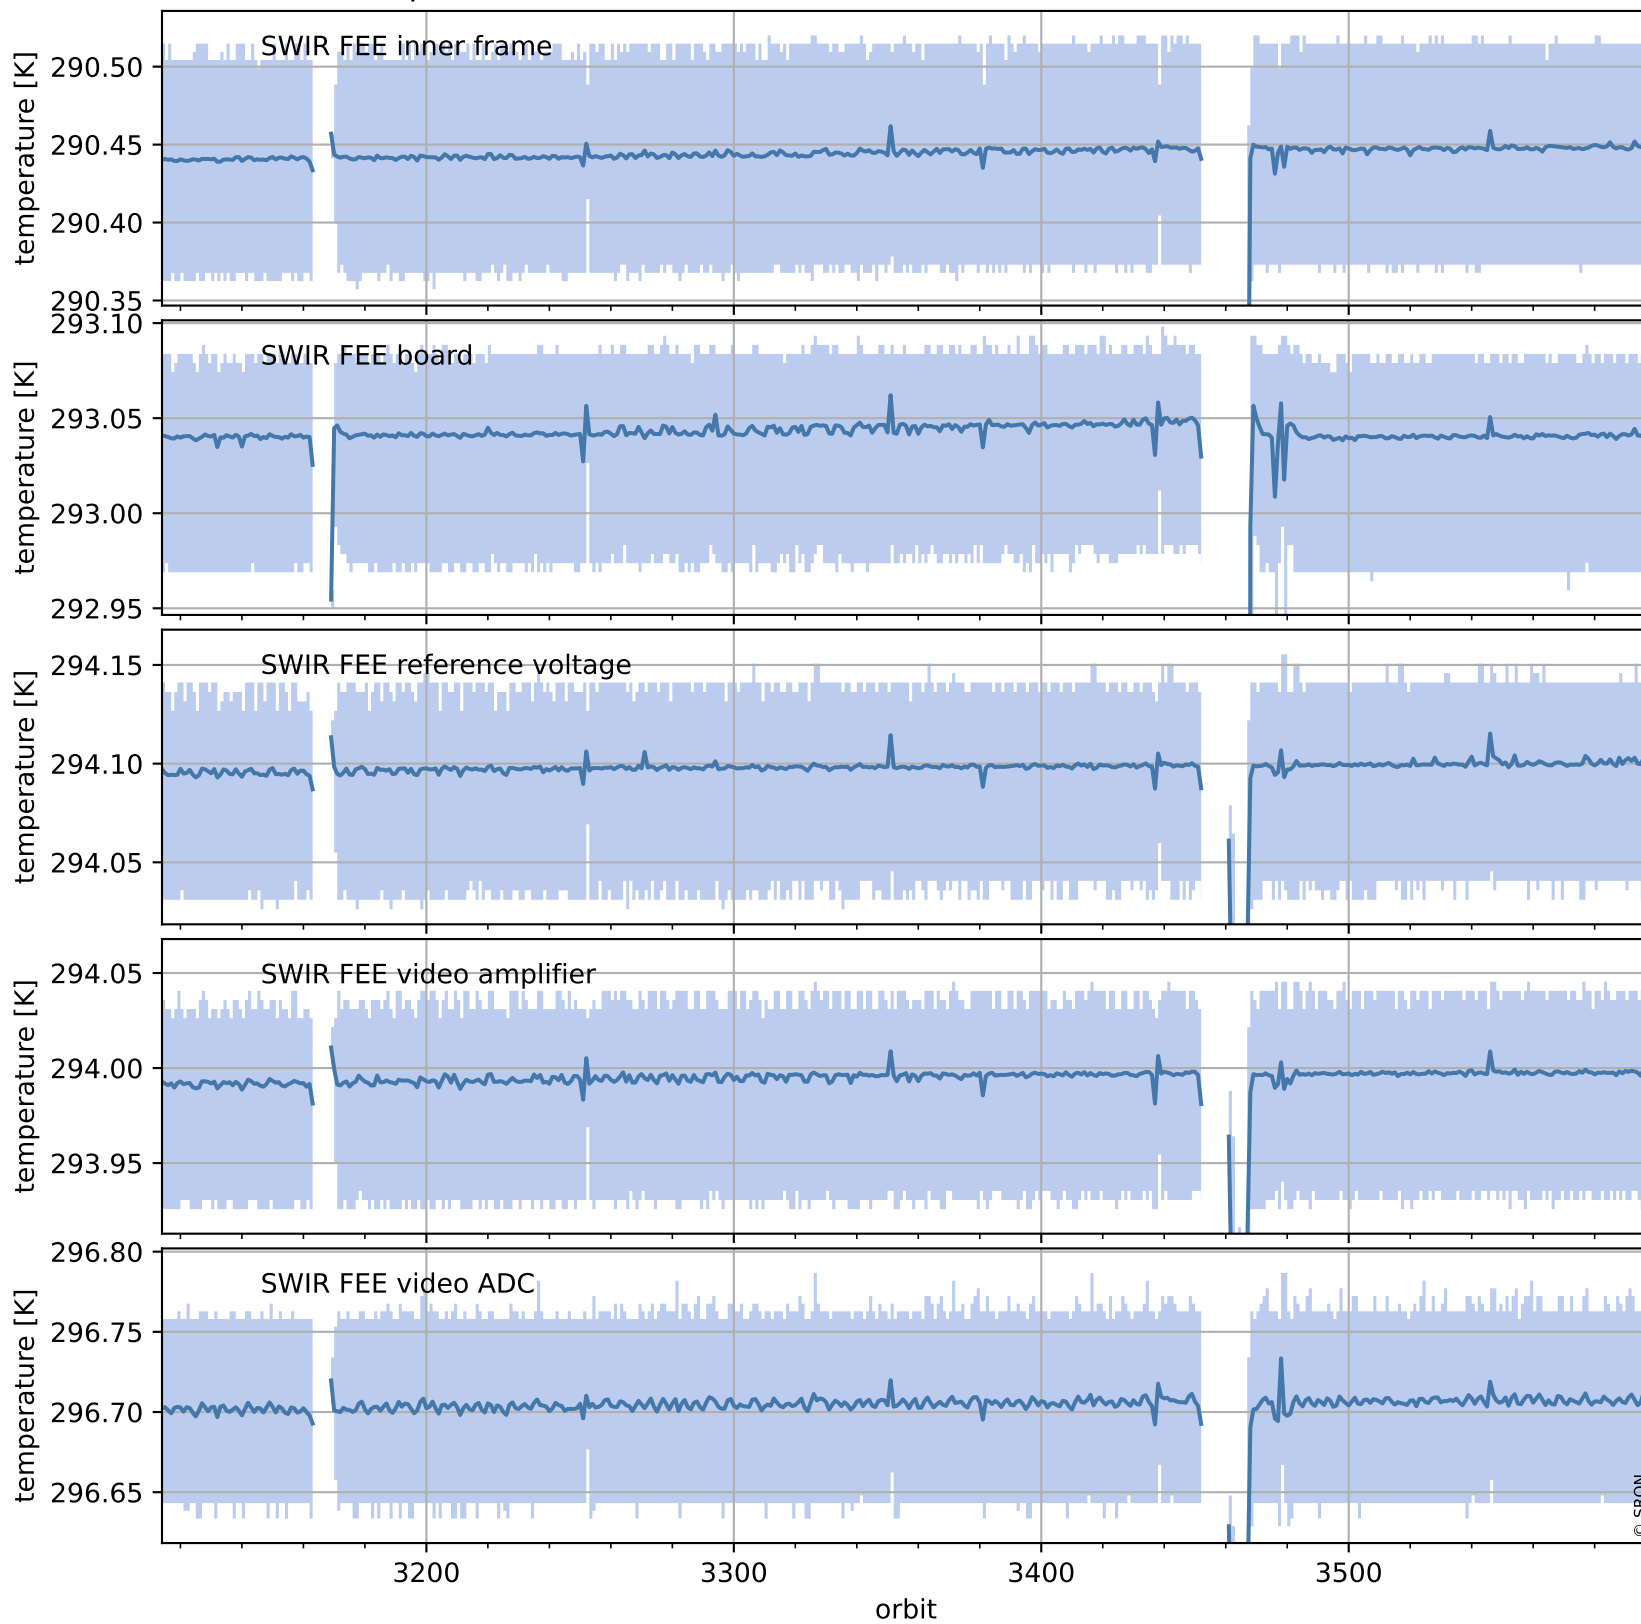 SWIR FEE inner frame
temperature [K]
290.50
290.45
290.40
290.35
SWIR FEE board
temperature [K]
293.10
293.05
293.00
292.95
SWIR FEE reference voltage
temperature [K]
294.15
294.10
294.05
SWIR FEE video amplifier
temperature [K]
294.05
294.00
293.95
SWIR FEE video ADC
temperature [K]
296.80
296.75
296.70
296.65
© SRON
3200
3300
3400
3500
orbit